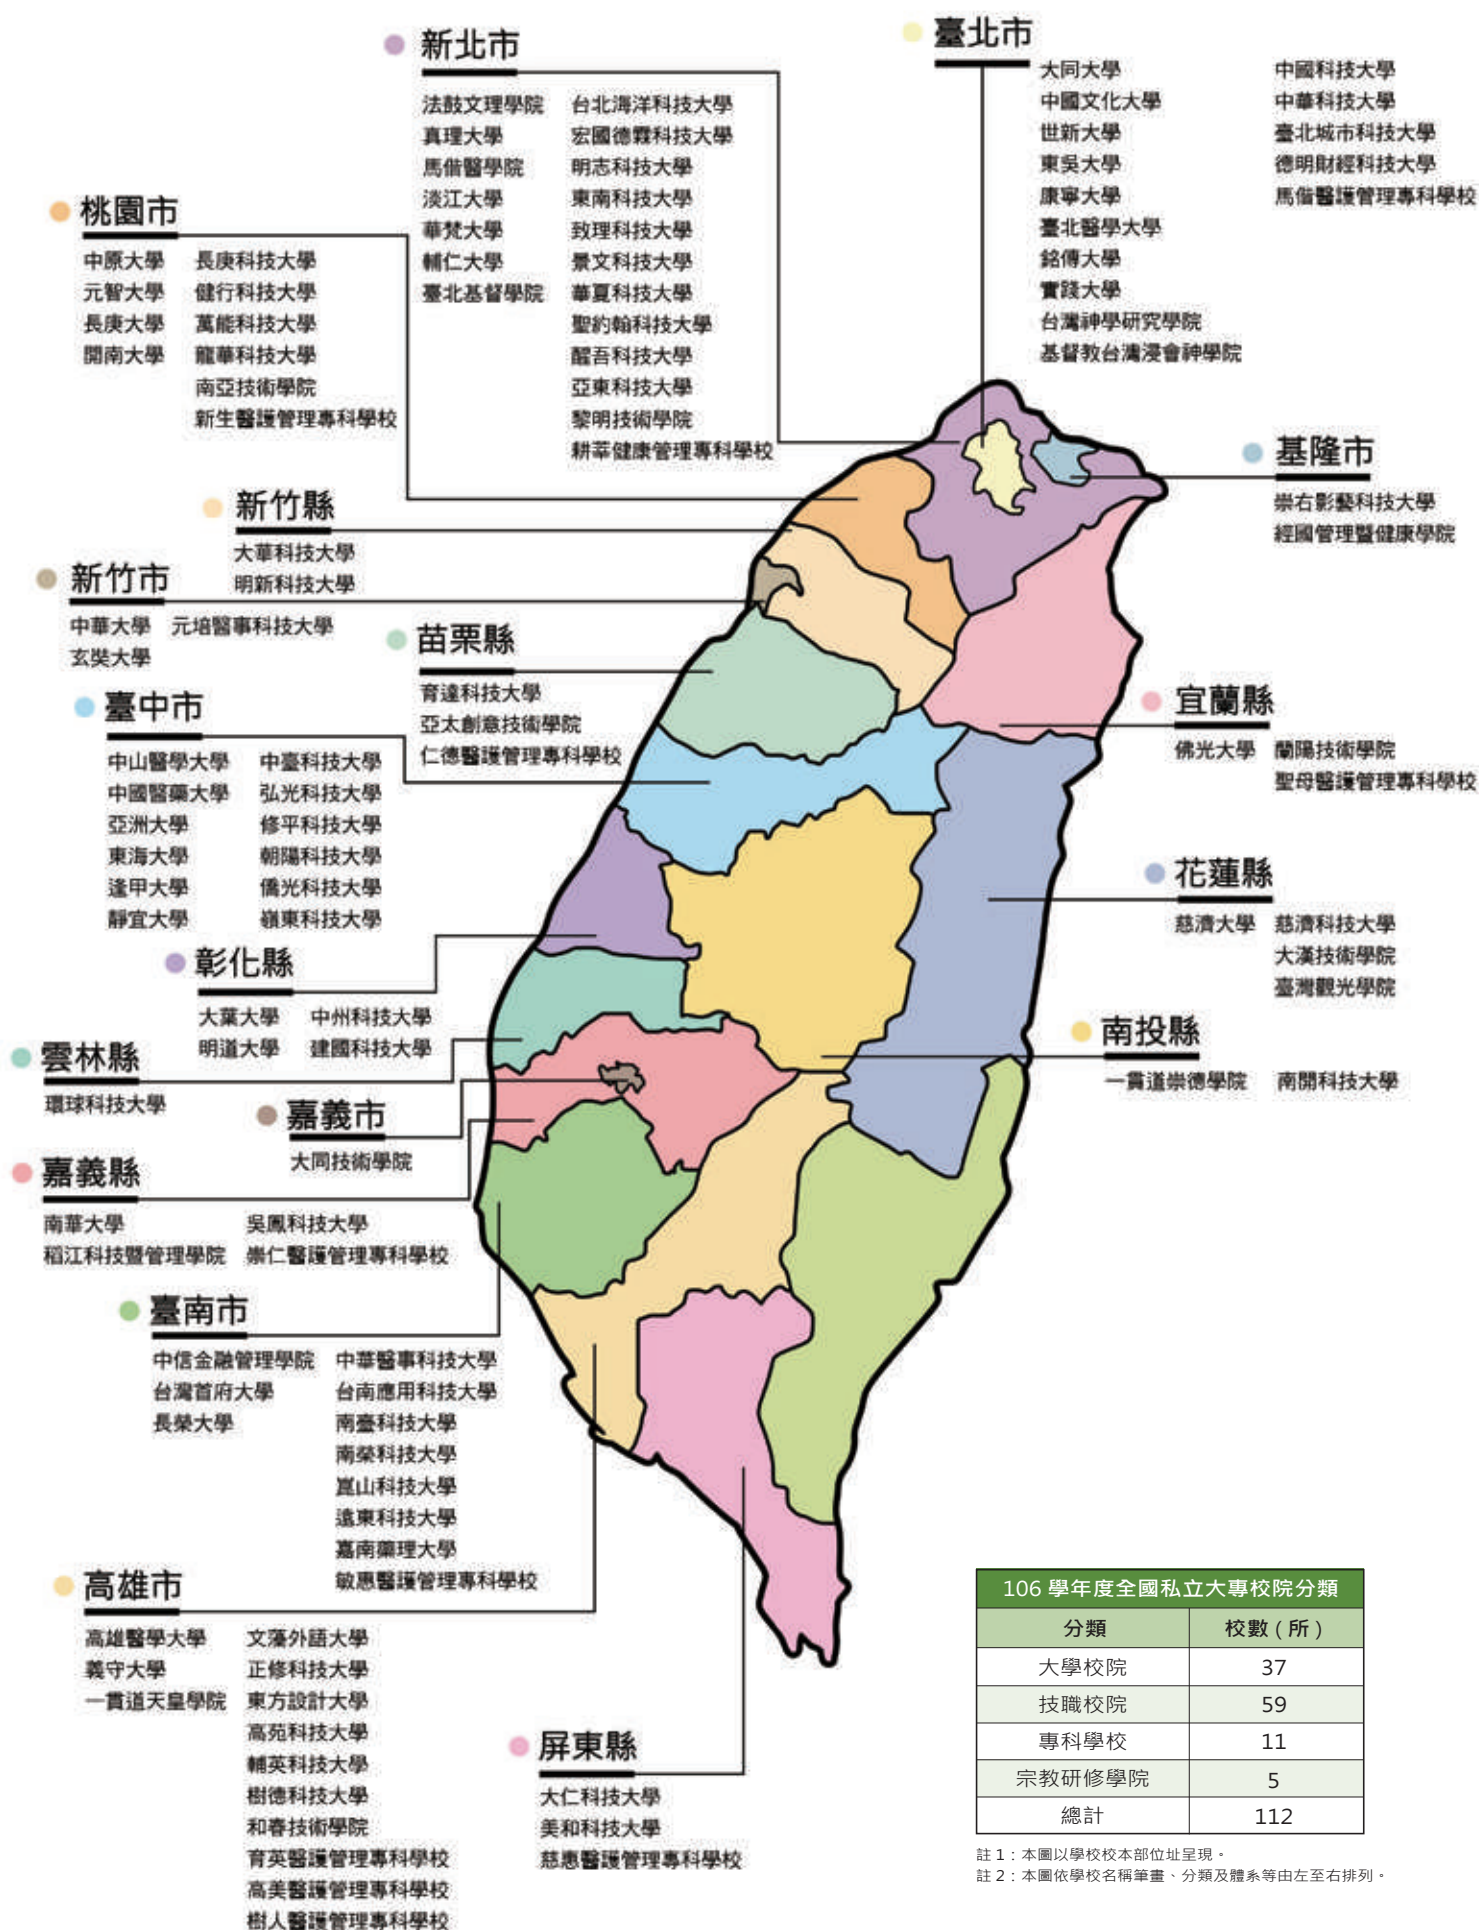 新北市
法鼓文理學院
真理大學
馬偕醫學院
淡江大學
華梵大學
輔仁大學
臺北基督學院
台北海洋科技大學
宏國德霖科技大學
明志科技大學
東南科技大學
致理科技大學
景文科技大學
華夏科技大學
聖約翰科技大學
醒吾科技大學
亞東科技大學
黎明技術學院
耕莘健康管理專科學校
臺北市
大同大學
中國文化大學
世新大學
東吳大學
康寧大學
臺北醫學大學
銘傳大學
實踐大學
台灣神學研究學院
基督教台灣浸會神學院
中國科技大學
中華科技大學
臺北城市科技大學
德明財經科技大學
馬偕醫護管理專科學校
桃園市
中原大學
元智大學
長庚大學
開南大學
長庚科技大學
健行科技大學
萬能科技大學
龍華科技大學
南亞技術學院
新生醫護管理專科學校
基隆市
崇右影藝科技大學
經國管理暨健康學院
新竹縣
大華科技大學
明新科技大學
新竹市
中華大學
玄奘大學
元培醫事科技大學
苗栗縣
育達科技大學
亞太創意技術學院
仁德醫護管理專科學校
臺中市
中山醫學大學
中國醫藥大學
亞洲大學
東海大學
逢甲大學
靜宜大學
中臺科技大學
弘光科技大學
修平科技大學
朝陽科技大學
僑光科技大學
嶺東科技大學
宜蘭縣
佛光大學
蘭陽技術學院
聖母醫護管理專科學校
花蓮縣
慈濟大學
慈濟科技大學
大漢技術學院
臺灣觀光學院
彰化縣
大葉大學
明道大學
中州科技大學
建國科技大學
南投縣
一貫道崇德學院
南開科技大學
雲林縣
環球科技大學
嘉義市
大同技術學院
嘉義縣
南華大學
稻江科技暨管理學院
吳鳳科技大學
崇仁醫護管理專科學校
臺南市
中信金融管理學院
台灣首府大學
長榮大學
中華醫事科技大學
台南應用科技大學
南臺科技大學
南榮科技大學
崑山科技大學
遠東科技大學
嘉南藥理大學
敏惠醫護管理專科學校
高雄市
高雄醫學大學
義守大學
一貫道天皇學院
文藻外語大學
正修科技大學
東方設計大學
高苑科技大學
輔英科技大學
樹德科技大學
和春技術學院
育英醫護管理專科學校
高美醫護管理專科學校
樹人醫護管理專科學校
屏東縣
大仁科技大學
美和科技大學
慈惠醫護管理專科學校
106 學年度全國私立大專校院分類
分類 校數 ( 所 )
大學校院 37
技職校院 59
專科學校 11
宗教研修學院 5
總計 112
註 1：本圖以學校校本部位址呈現。
註 2：本圖依學校名稱筆畫、分類及體系等由左至右排列。